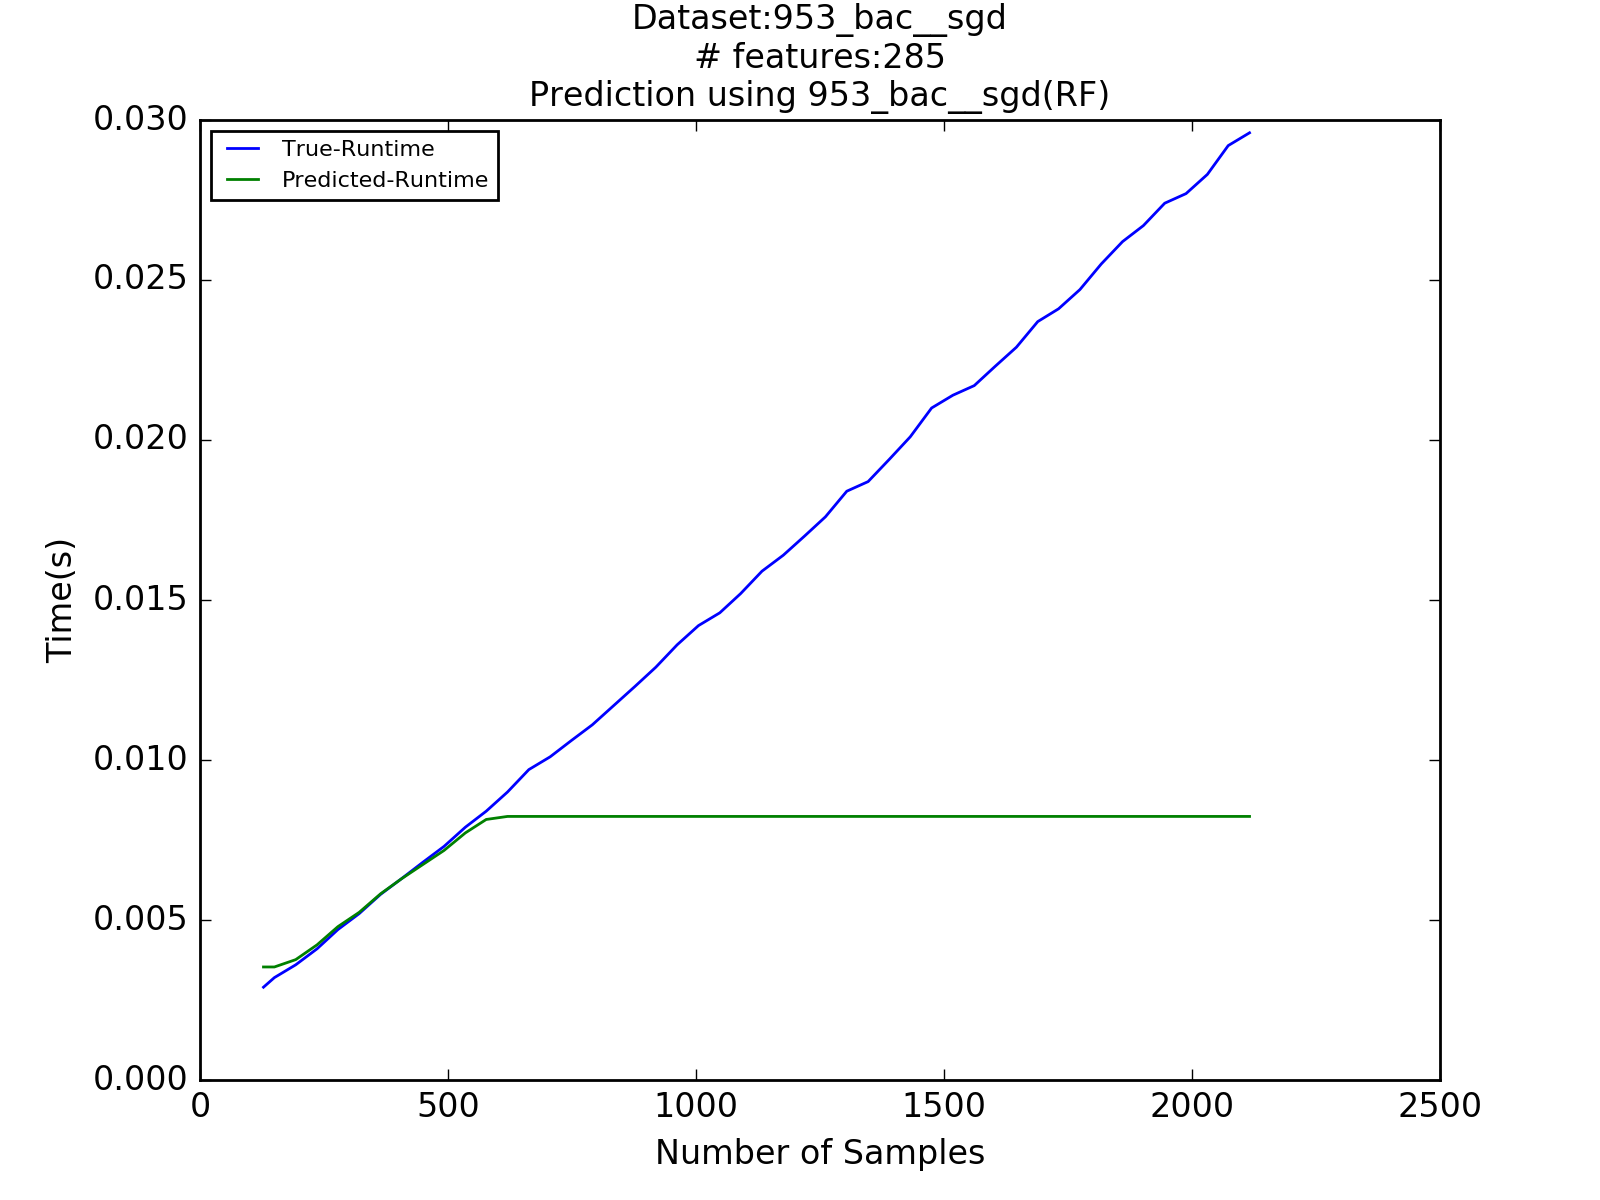 Dataset:953_bac__sgd
# features:285
Prediction using 953_bac__sgd(RF)
True-Runtime
Predicted-Runtime
0.030
0.025
0.020
0.015
0.010
0.005
0.000
Time(s)
0 500 1000 1500 2000 2500
Number of Samples